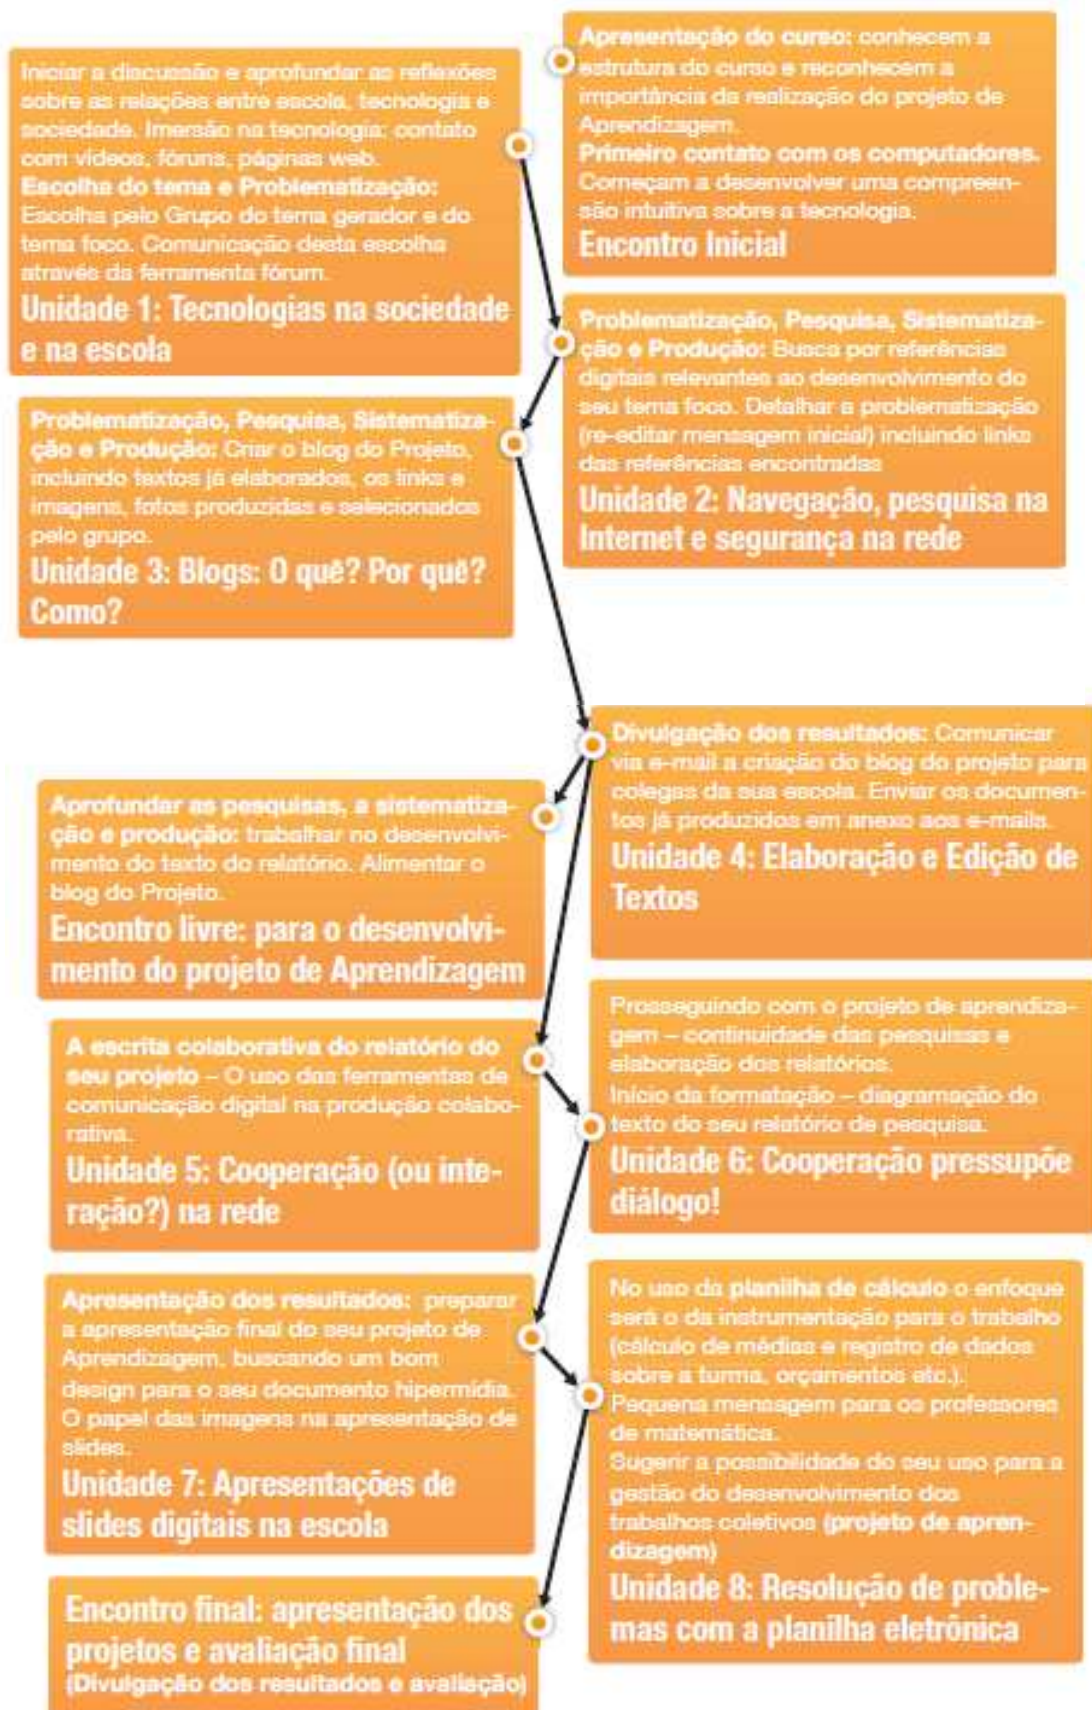 Apresentação do curso: conhecem a
estrutura do curso e reconhecem a
importância da realização do projeto de
Aprendizagem.
Primeiro contato com os computadores.
Começam a desenvolver uma compreen-
são intuitiva sobre a tecnologia.
Encontro Inicial
Iniciar a discussão e aprofundar as reflexões
sobre as relações entre escola, tecnologia e
sociedade. Imersão na tecnologia: contato
com vídeos, fóruns, páginas web.
Escolha do tema e Problematização:
Escolha pelo Grupo do tema gerador e do
tema foco. Comunicação desta escolha
através da ferramenta fórum.
Unidade 1: Tecnologias na sociedade
e na escola
Problematização, Pesquisa, Sistematiza-
ção e Produção: Busca por referências
digitais relevantes ao desenvolvimento do
seu tema foco. Detalhar a problematização
(re-editar mensagem inicial) incluindo links
das referências encontradas
Unidade 2: Navegação, pesquisa na
Internet e segurança na rede
Problematização, Pesquisa, Sistematiza-
ção e Produção: Criar o blog do Projeto,
incluindo textos já elaborados, os links e
imagens, fotos produzidas e selecionados
pelo grupo.
Unidade 3: Blogs: O quê? Por quê?
Como?
Divulgação dos resultados: Comunicar
via e-mail a criação do blog do projeto para
colegas da sua escola. Enviar os documen-
tos já produzidos em anexo aos e-mails.
Unidade 4: Elaboração e Edição de
Textos
Aprofundar as pesquisas, a sistematiza-
ção e produção: trabalhar no desenvolvi-
mento do texto do relatório. Alimentar o
blog do Projeto.
Encontro livre: para o desenvolvi-
mento do projeto de Aprendizagem
A escrita colaborativa do relatório do
seu projeto – O uso das ferramentas de
comunicação digital na produção colabo-
rativa.
Unidade 5: Cooperação (ou inte-
ração?) na rede
Prosseguindo com o projeto de aprendiza-
gem – continuidade das pesquisas e
elaboração dos relatórios.
Início da formatação – diagramação do
texto do seu relatório de pesquisa.
Unidade 6: Cooperação pressupõe
diálogo!
Apresentação dos resultados: preparar
a apresentação final do seu projeto de
Aprendizagem, buscando um bom
design para o seu documento hipermídia.
O papel das imagens na apresentação de
slides.
Unidade 7: Apresentações de
slides digitais na escola
No uso da planilha de cálculo o enfoque
será o da instrumentação para o trabalho
(cálculo de médias e registro de dados
sobre a turma, orçamentos etc.).
Pequena mensagem para os professores
de matemática.
Sugerir a possibilidade do seu uso para a
gestão do desenvolvimento dos
trabalhos coletivos (projeto de apren-
dizagem)
Unidade 8: Resolução de proble-
mas com a planilha eletrônica
Encontro final: apresentação dos
projetos e avaliação final
(Divulgação dos resultados e avaliação)